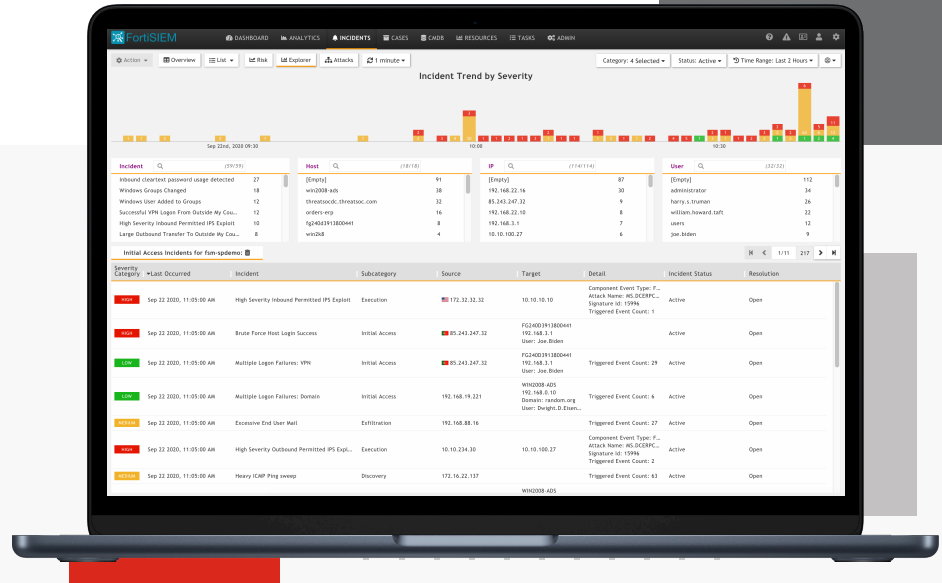 FortiSIEM
DASHBOARD ANALYTICS INCIDENTS CASES CMDB RESOURCES TASKS ADMIN
Action Overview List Risk Explorer Attacks 1 minute Category: 4 Selected Status: Active Time Range: Last 2 Hours
Incident Trend by Severity
Sep 22nd, 2020 09:30 10:00 10:30
Incident (59/59) Host (18/18) IP (114/114) User (32/32)
Inbound cleartext password usage detected 27 [Empty] 91 [Empty] 87 [Empty] 112
Windows Groups Changed 18 win2008-ads 38 192.168.22.16 30 administrator 34
Windows User Added to Groups 12 threatsocdc.threatsoc.com 32 85.243.247.32 9 harry.s.truman 26
Successful VPN Logon From Outside My Cou... 12 orders-erp 16 192.168.22.10 8 william.howard.taft 22
High Severity Inbound Permitted IPS Exploit 10 fg240d3913800441 8 192.168.3.1 7 users 12
Large Outbound Transfer To Outside My Cou... 8 win2k8 4 10.10.100.27 6 joe.biden 9
Initial Access Incidents for fsm-spdemo: 1/11 217
Severity
Category Last Occurred Incident Subcategory Source Target Detail Incident Status Resolution
Component Event Type: F...
HIGH Sep 22 2020, 11:05:00 AM High Severity Inbound Permitted IPS Exploit Execution 172.32.32.32 10.10.10.10 Attack Name: MS.DCERPC... Active Open
Signature Id: 15996
Triggered Event Count: 1
FG240D3913800441
HIGH Sep 22 2020, 11:05:00 AM Brute Force Host Login Success Initial Access 85.243.247.32 192.168.3.1 Active Open
User: Joe.Biden
FG240D3913800441
LOW Sep 22 2020, 11:05:00 AM Multiple Logon Failures: VPN Initial Access 85.243.247.32 192.168.3.1 Triggered Event Count: 29 Active Open
User: Joe.Biden
WIN2008-ADS
192.168.0.10
LOW Sep 22 2020, 11:05:00 AM Multiple Logon Failures: Domain Initial Access 192.168.19.221 Domain: random.org Triggered Event Count: 6 Active Open
User: Dwight.D.Eisen...
MEDIUM Sep 22 2020, 11:05:00 AM Excessive End User Mail Exfiltration 192.168.88.16 Triggered Event Count: 27 Active Open
Component Event Type: F...
HIGH Sep 22 2020, 11:05:00 AM High Severity Outbound Permitted IPS Expl... Execution 10.10.234.30 10.10.100.27 Attack Name: MS.DCERPC... Active Open
Signature Id: 15996
Triggered Event Count: 2
MEDIUM Sep 22 2020, 11:05:00 AM Heavy ICMP Ping sweep Discovery 172.16.22.137 Triggered Event Count: 63 Active Open
WIN2008-ADS